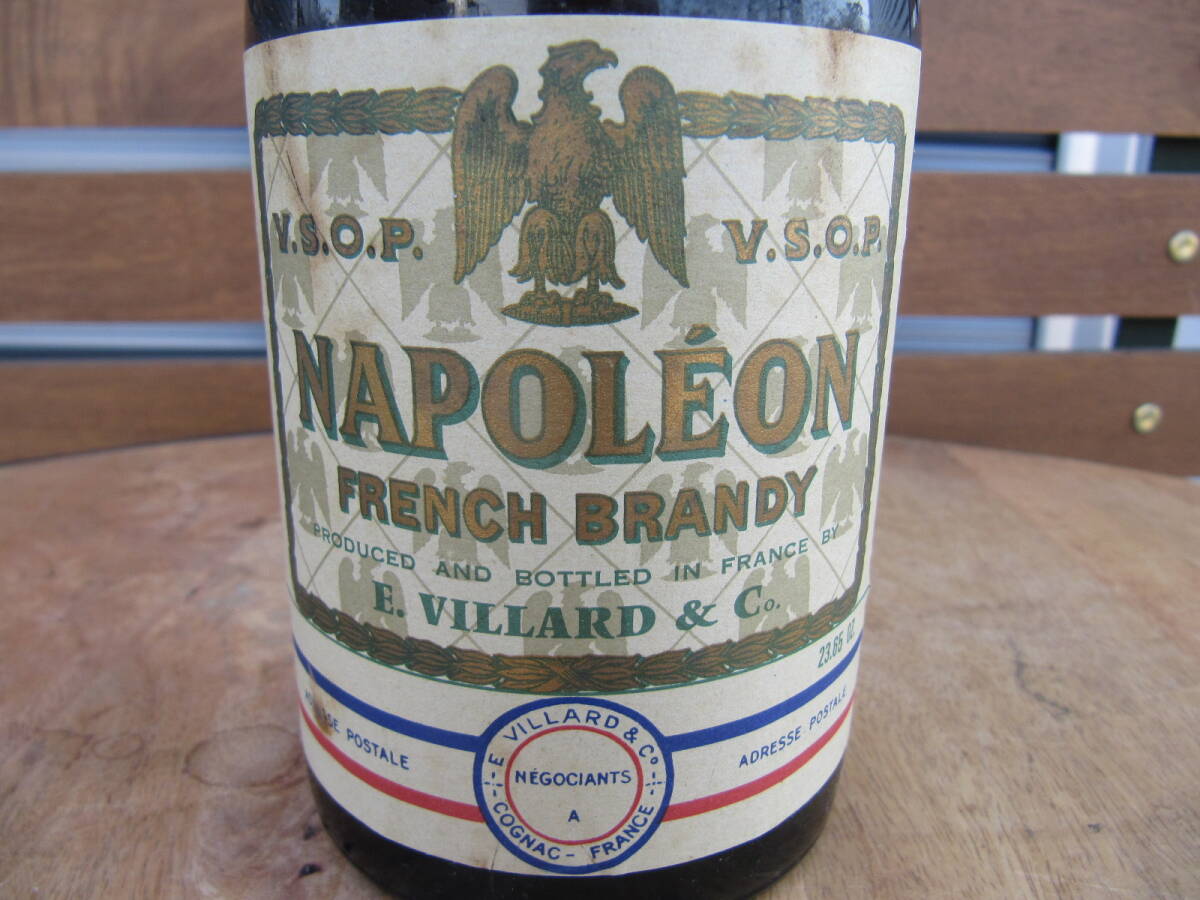 V.S.O.P. V.S.O.P.
NAPOLÉON
FRENCH BRANDY
PRODUCED AND BOTTLED IN FRANCE BY
E. VILLARD & Co.
23.65 OZ.
ADRESSE POSTALE
ADRESSE POSTALE
E VILLARD & Co
NÉGOCIANTS
A
COGNAC - FRANCE